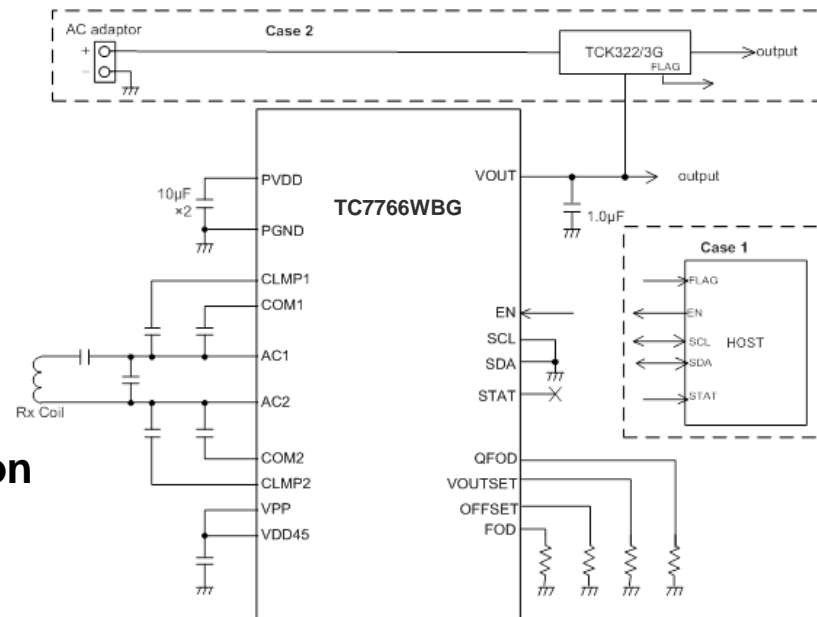 AC adaptor
Case 2
+
−
TCK322/3G
FLAG
output
PVDD
10μF
×2
PGND
TC7766WBG
VOUT
output
1.0μF
CLMP1
COM1
AC1
AC2
Rx Coil
COM2
CLMP2
VPP
VDD45
EN
SCL
SDA
STAT
QFOD
VOUTSET
OFFSET
FOD
Case 1
FLAG
EN
SCL
HOST
SDA
STAT
on